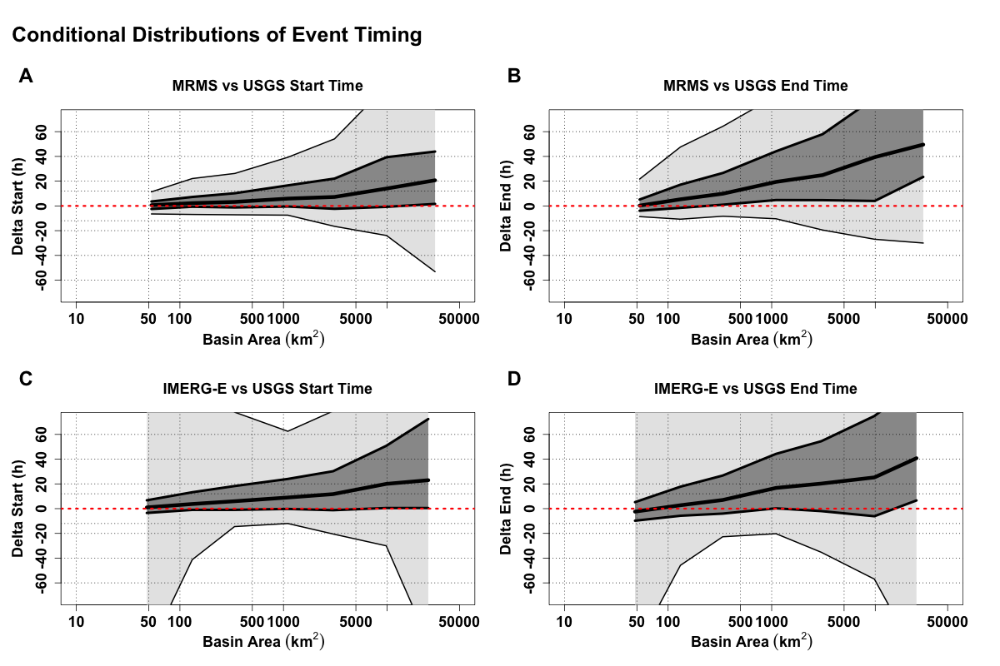 Conditional Distributions of Event Timing
A
MRMS vs USGS Start Time
Delta Start (h)
60
40
20
0
-20
-40
-60
10 50 100 500 1000 5000 50000
Basin Area (km²)
B
MRMS vs USGS End Time
Delta End (h)
60
40
20
0
-20
-40
-60
10 50 100 500 1000 5000 50000
Basin Area (km²)
C
IMERG-E vs USGS Start Time
Delta Start (h)
60
40
20
0
-20
-40
-60
10 50 100 500 1000 5000 50000
Basin Area (km²)
D
IMERG-E vs USGS End Time
Delta End (h)
60
40
20
0
-20
-40
-60
10 50 100 500 1000 5000 50000
Basin Area (km²)